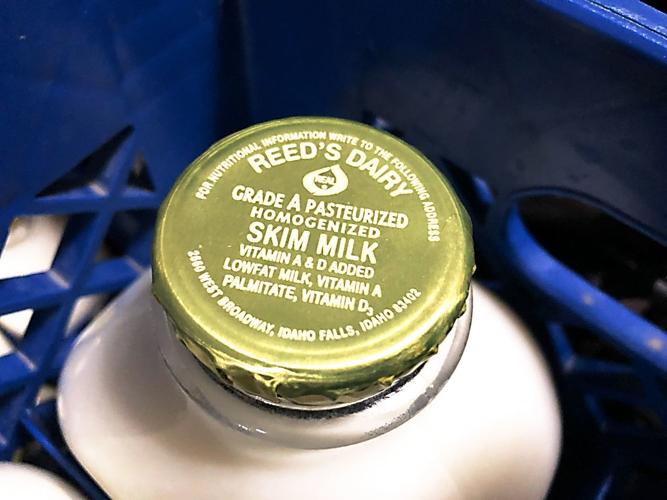 FOR NUTRITIONAL INFORMATION WRITE TO THE FOLLOWING ADDRESS
REED'S DAIRY
GRADE A PASTEURIZED
HOMOGENIZED
SKIM MILK
VITAMIN A & D ADDED
LOWFAT MILK, VITAMIN A
PALMITATE, VITAMIN D3
2660 WEST BROADWAY, IDAHO FALLS, IDAHO 83402